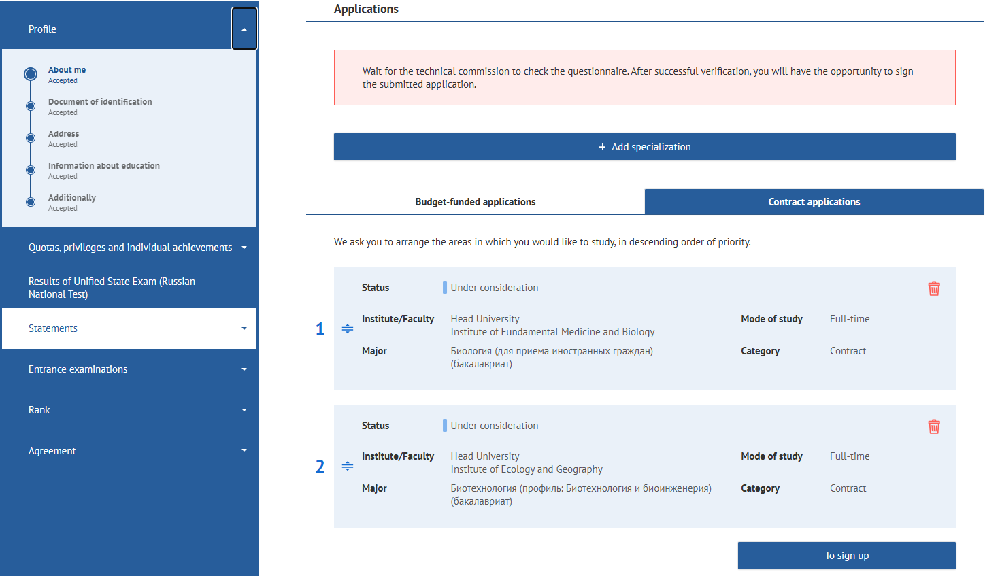 Profile
About me
Accepted
Document of identification
Accepted
Address
Accepted
Information about education
Accepted
Additionally
Accepted
Quotas, privileges and individual achievements
Results of Unified State Exam (Russian
National Test)
Statements
Entrance examinations
Rank
Agreement
Applications
Wait for the technical commission to check the questionnaire. After successful verification, you will have the opportunity to sign
the submitted application.
+ Add specialization
Budget-funded applications
Contract applications
We ask you to arrange the areas in which you would like to study, in descending order of priority.
1
Status
Under consideration
Institute/Faculty
Head University
Institute of Fundamental Medicine and Biology
Mode of study
Full-time
Major
Биология (для приема иностранных граждан)
(бакалавриат)
Category
Contract
2
Status
Under consideration
Institute/Faculty
Head University
Institute of Ecology and Geography
Mode of study
Full-time
Major
Биотехнология (профиль: Биотехнология и биоинженерия)
(бакалавриат)
Category
Contract
To sign up